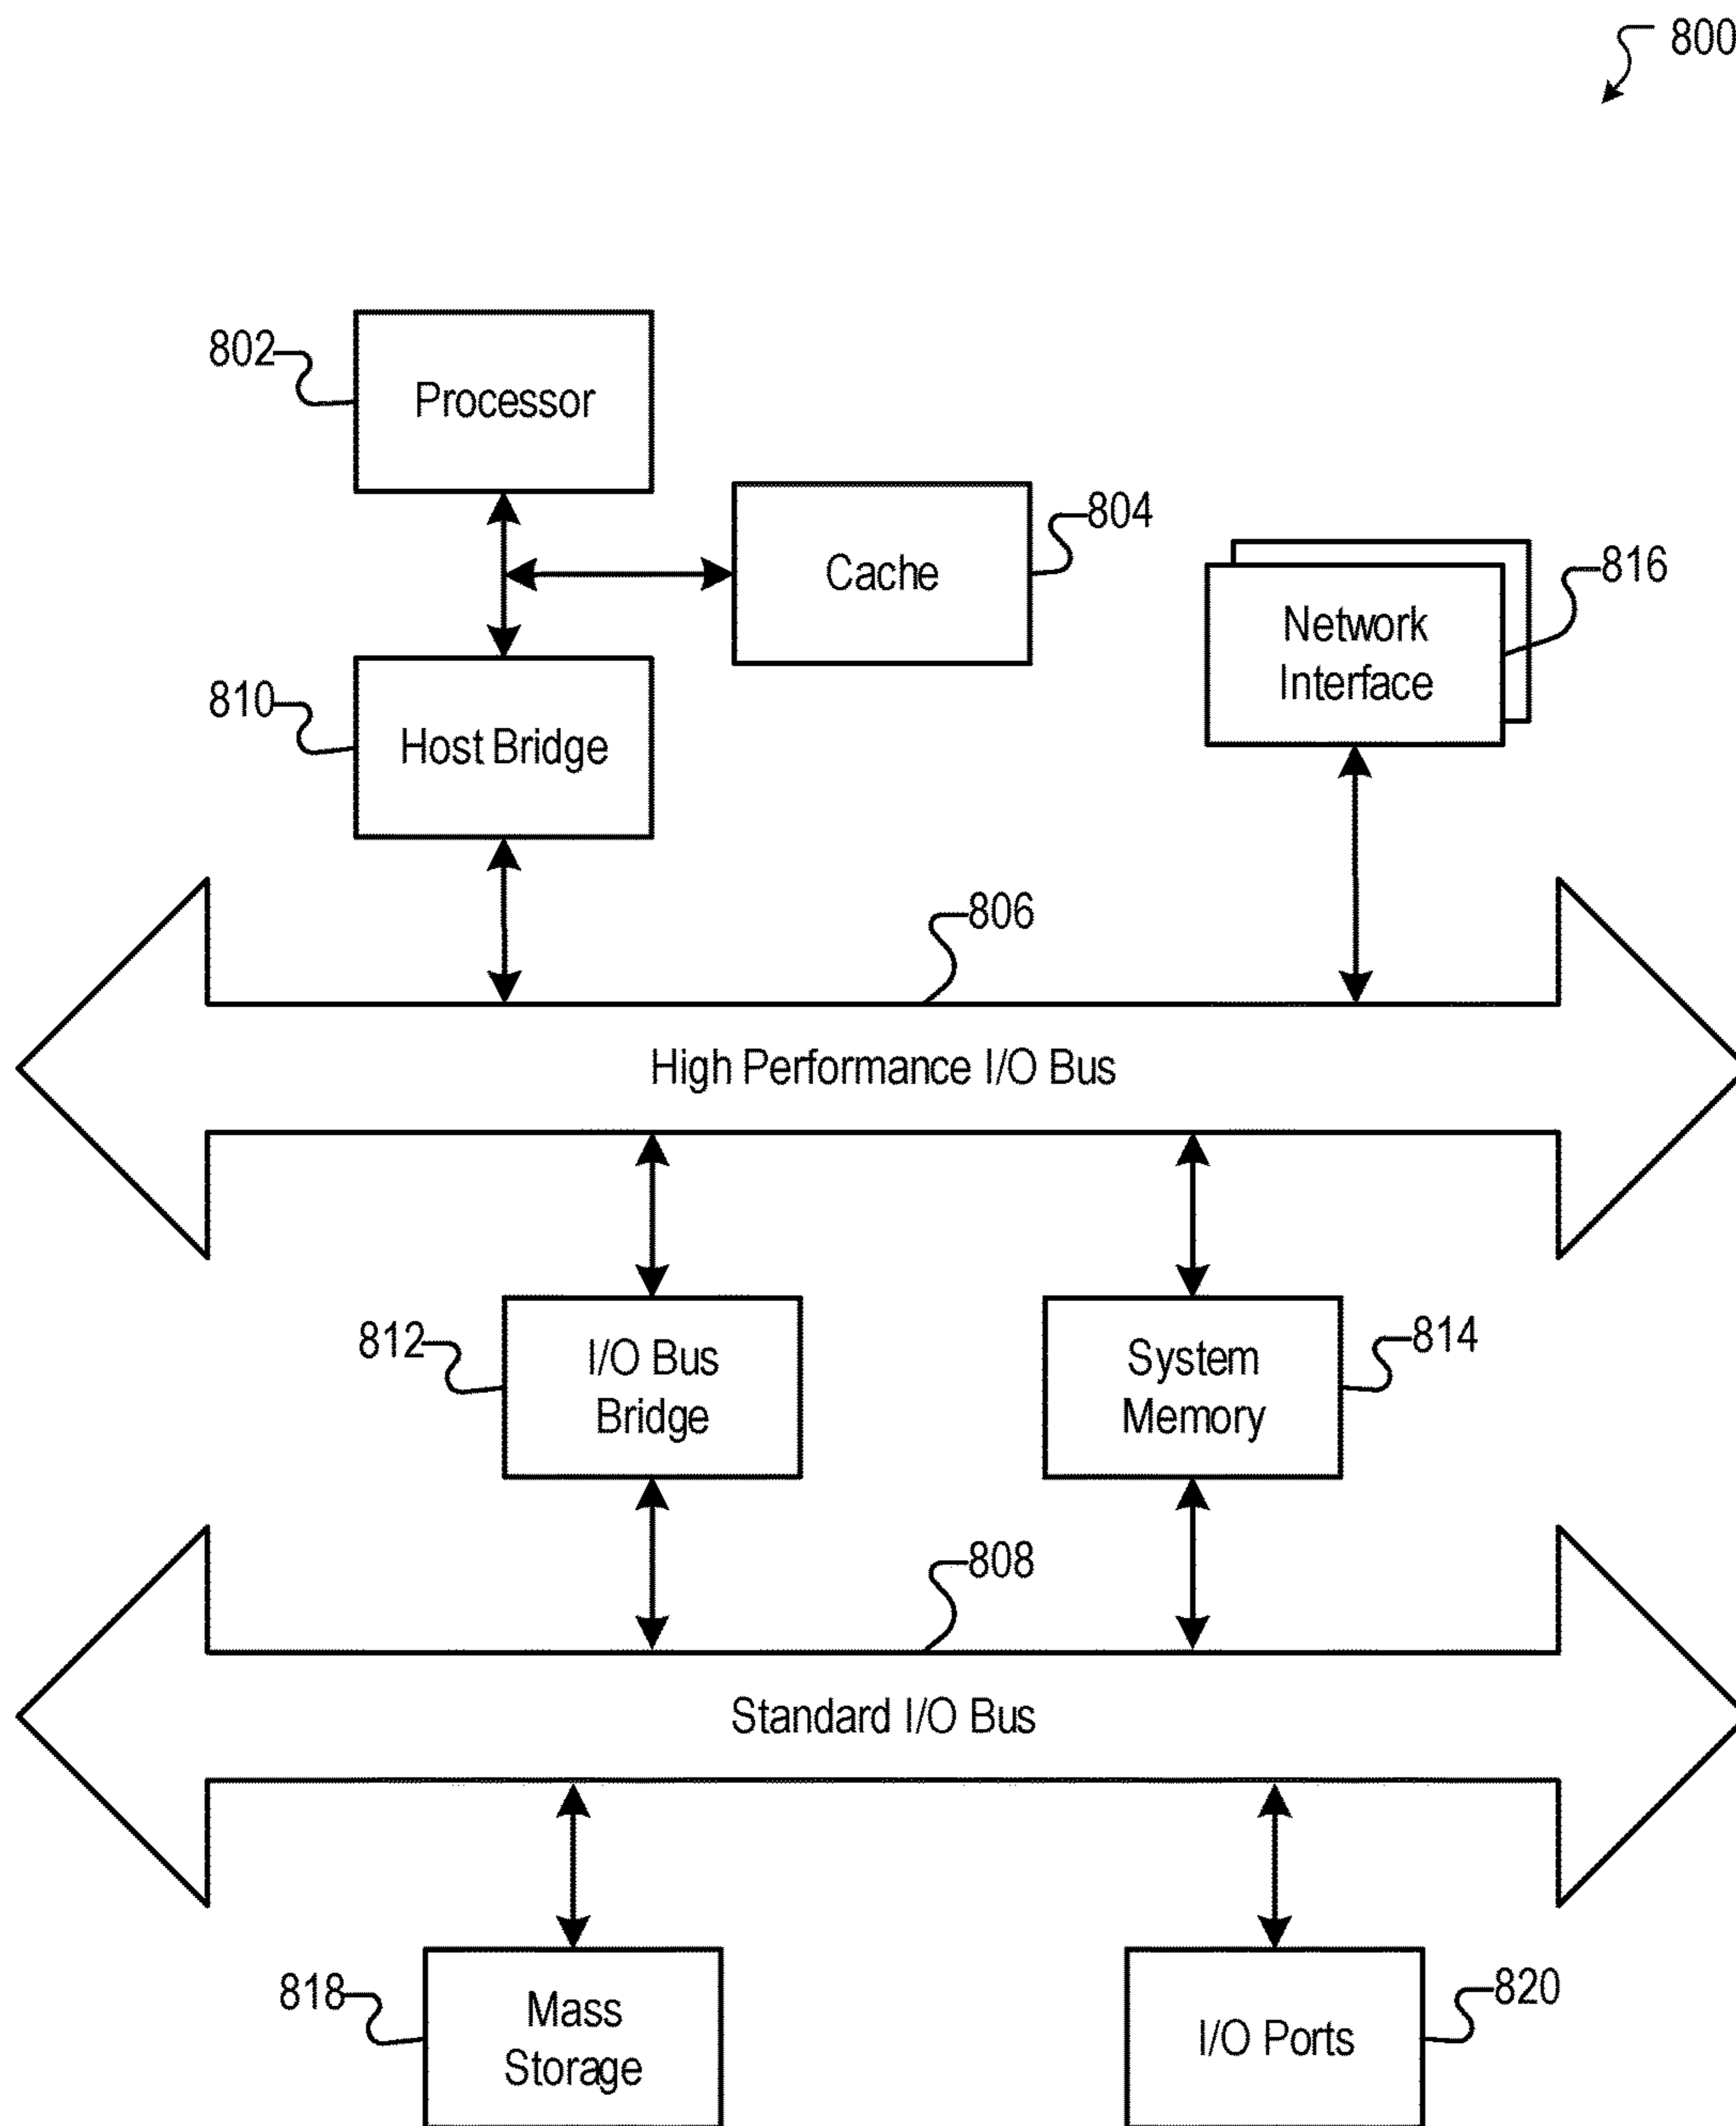 800
802
Processor
804
Cache
816
Network
Interface
810
Host Bridge
806
High Performance I/O Bus
812
I/O Bus
Bridge
814
System
Memory
808
Standard I/O Bus
818
Mass
Storage
820
I/O Ports